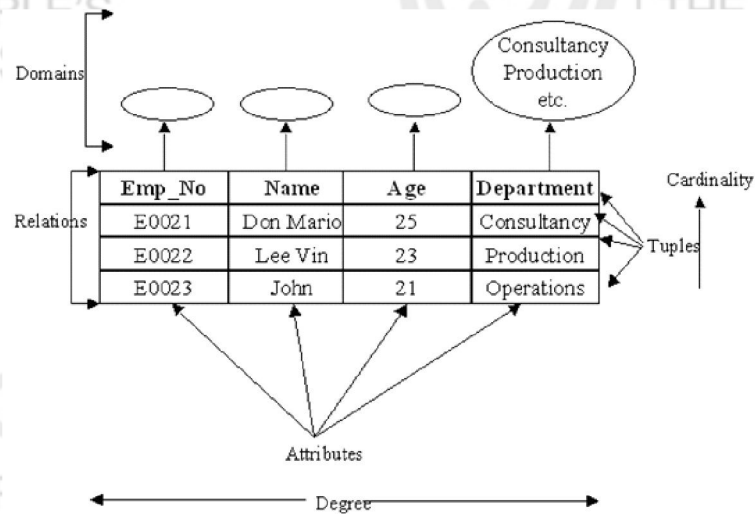 Consultancy
Production
etc.
Domains
Emp_No Name Age Department
Cardinality
Relations
E0021 Don Mario 25 Consultancy
E0022 Lee Vin 23 Production
Tuples
E0023 John 21 Operations
Attributes
Degree